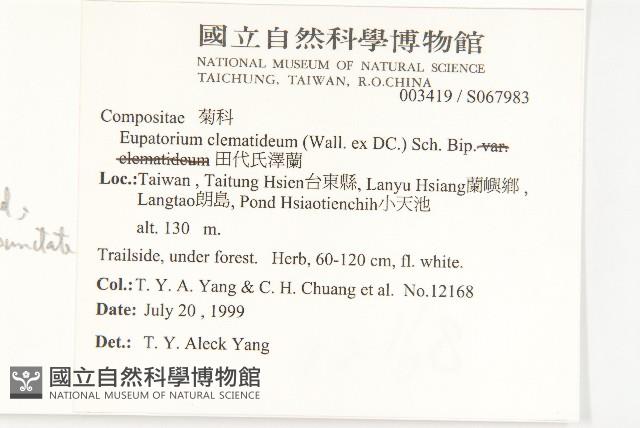 國立自然科學博物館
NATIONAL MUSEUM OF NATURAL SCIENCE
TAICHUNG, TAIWAN, R.O.CHINA
003419 / S067983
Compositae 菊科
Eupatorium clematideum (Wall. ex DC.) Sch. Bip. var.
clematideum 田代氏澤蘭
Loc.:Taiwan , Taitung Hsien台東縣, Lanyu Hsiang蘭嶼鄉 ,
Langtao朗島, Pond Hsiaotienchih小天池
alt. 130 m.
Trailside, under forest. Herb, 60-120 cm, fl. white.
Col.:T. Y. A. Yang & C. H. Chuang et al. No.12168
Date: July 20 , 1999
Det.: T. Y. Aleck Yang
國立自然科學博物館
NATIONAL MUSEUM OF NATURAL SCIENCE